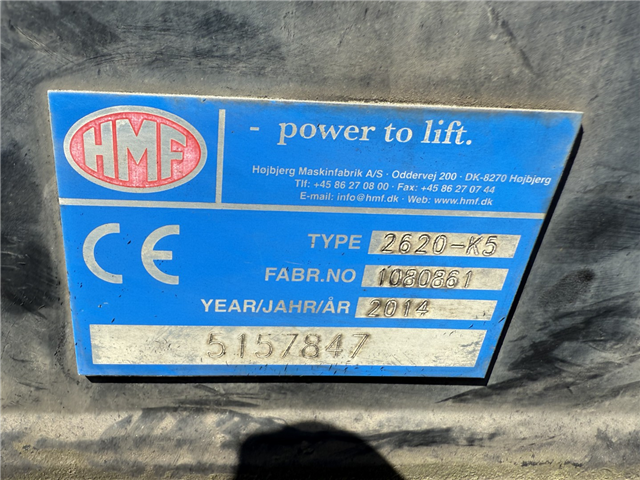 HMF
- power to lift.
Højbjerg Maskinfabrik A/S · Oddervej 200 · DK-8270 Højbjerg
Tlf: +45 86 27 08 00 · Fax: +45 86 27 07 44
E-mail: info@hmf.dk · Web: www.hmf.dk
CE
TYPE 2620-K5
FABR.NO 1080861
YEAR/JAHR/ÅR 2014
5157847